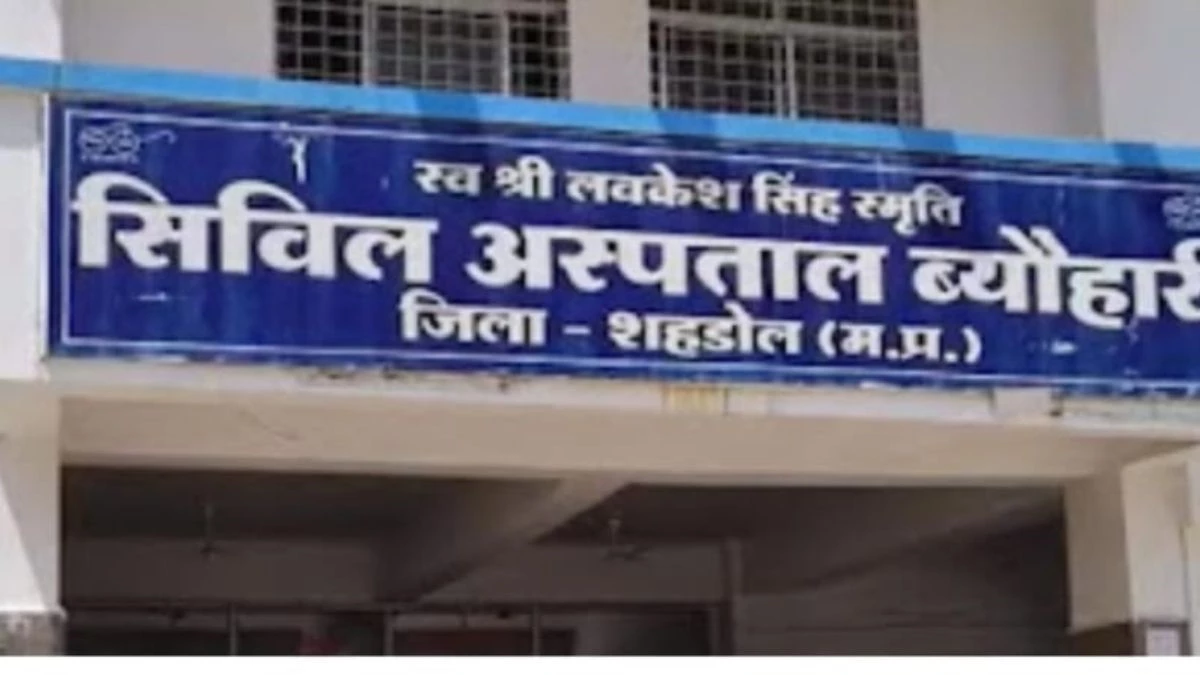 स्व श्री लवकेश सिंह स्मृति
सिविल अस्पताल ब्यौहारी
जिला - शहडोल (म.प्र.)